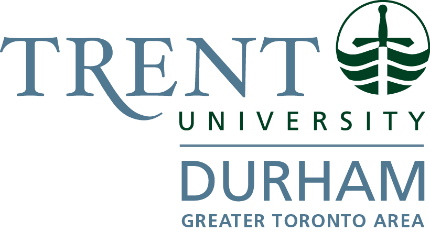 TRENT
UNIVERSITY
DURHAM
GREATER TORONTO AREA